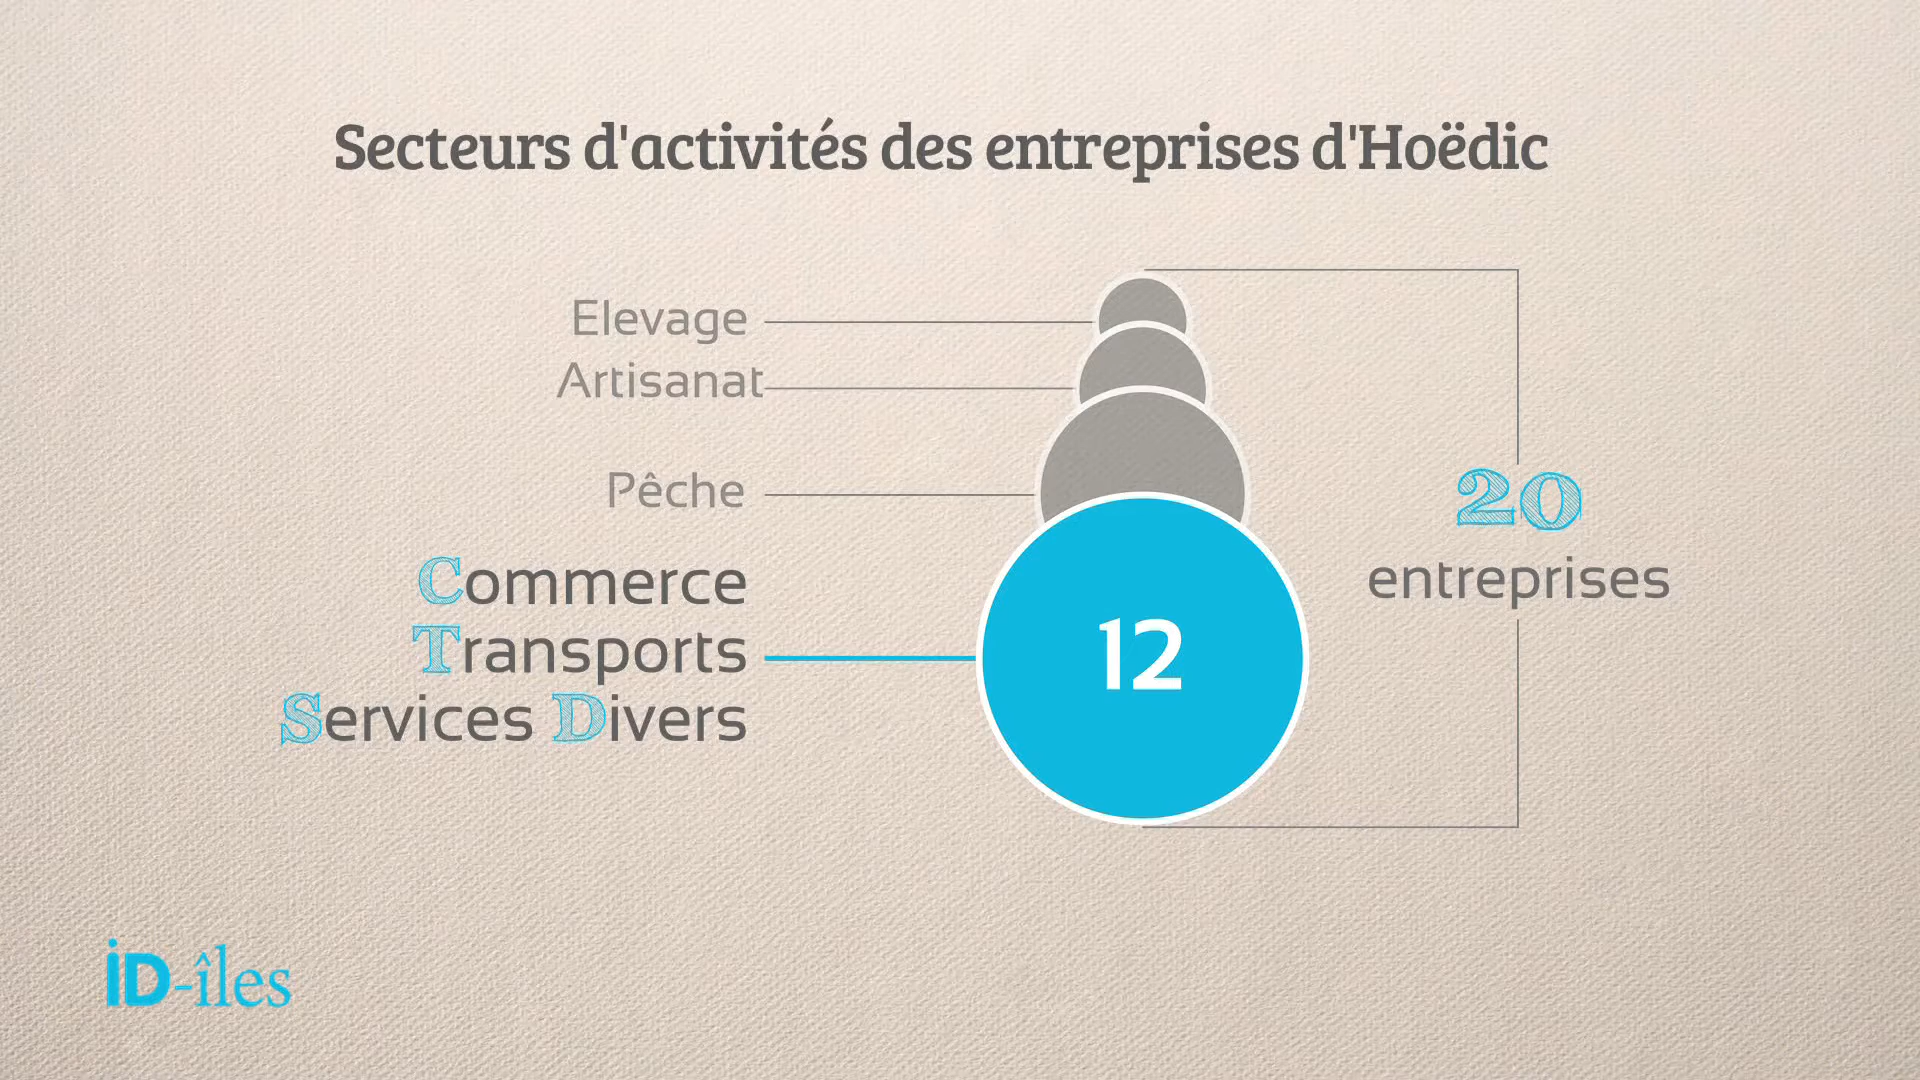 Secteurs d'activités des entreprises d'Hoëdic
Elevage
Artisanat
Pêche
Commerce
Transports
Services Divers
12
20
entreprises
iD-îles